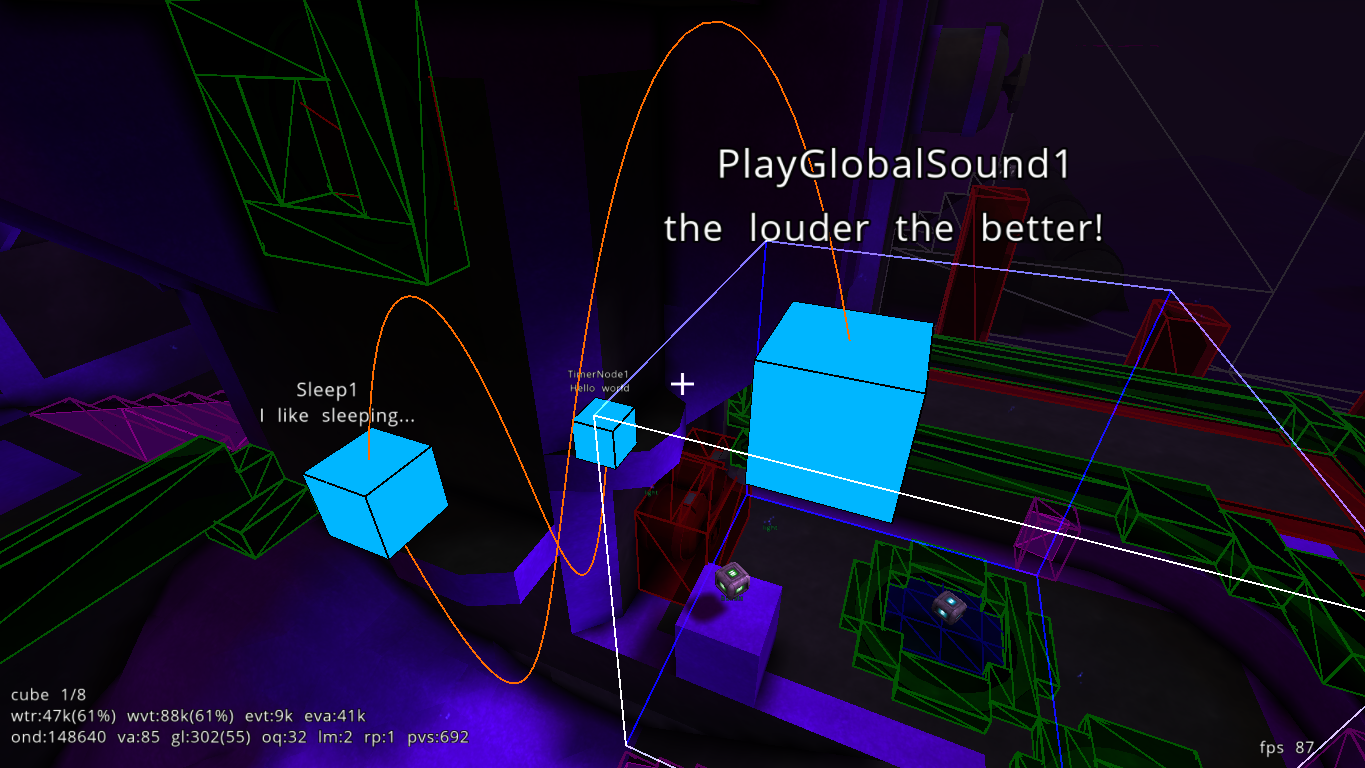 PlayGlobalSound1
the louder the better!
TimerNode1
Hello world
Sleep1
I like sleeping...
light
light
cube 1/8
wtr:47k(61%) wvt:88k(61%) evt:9k eva:41k
ond:148640 va:85 gl:302(55) oq:32 lm:2 rp:1 pvs:692
fps 87